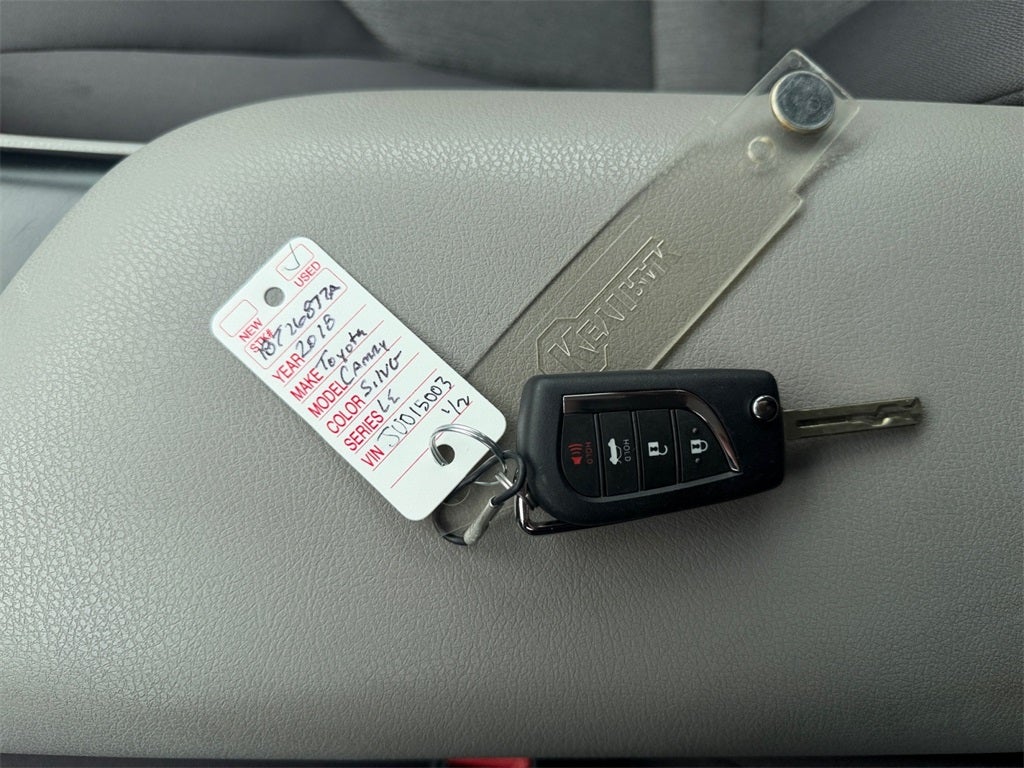 NEW
USED
STK#
YEAR 2018
MAKE Toyota
MODEL CAMRY
COLOR SILVER
SERIES LE
VIN JU015003
1/2
HOLD
HOLD